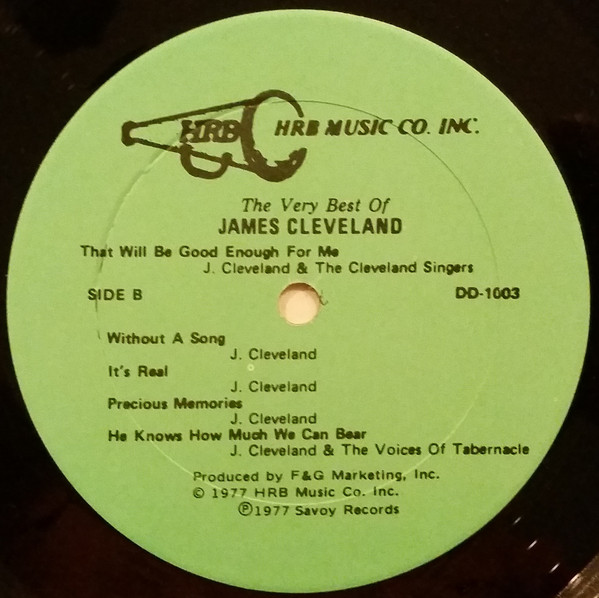 HRB
HRB MUSIC CO. INC.
The Very Best Of
JAMES CLEVELAND
That Will Be Good Enough For Me
J. Cleveland & The Cleveland Singers
SIDE B
DD-1003
Without A Song
J. Cleveland
It's Real
J. Cleveland
Precious Memories
J. Cleveland
He Knows How Much We Can Bear
J. Cleveland & The Voices Of Tabernacle
Produced by F&G Marketing, Inc.
© 1977 HRB Music Co. Inc.
℗1977 Savoy Records